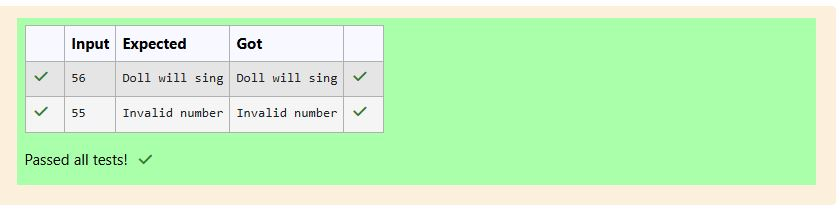 Input Expected Got
56 Doll will sing Doll will sing
55 Invalid number Invalid number
Passed all tests!